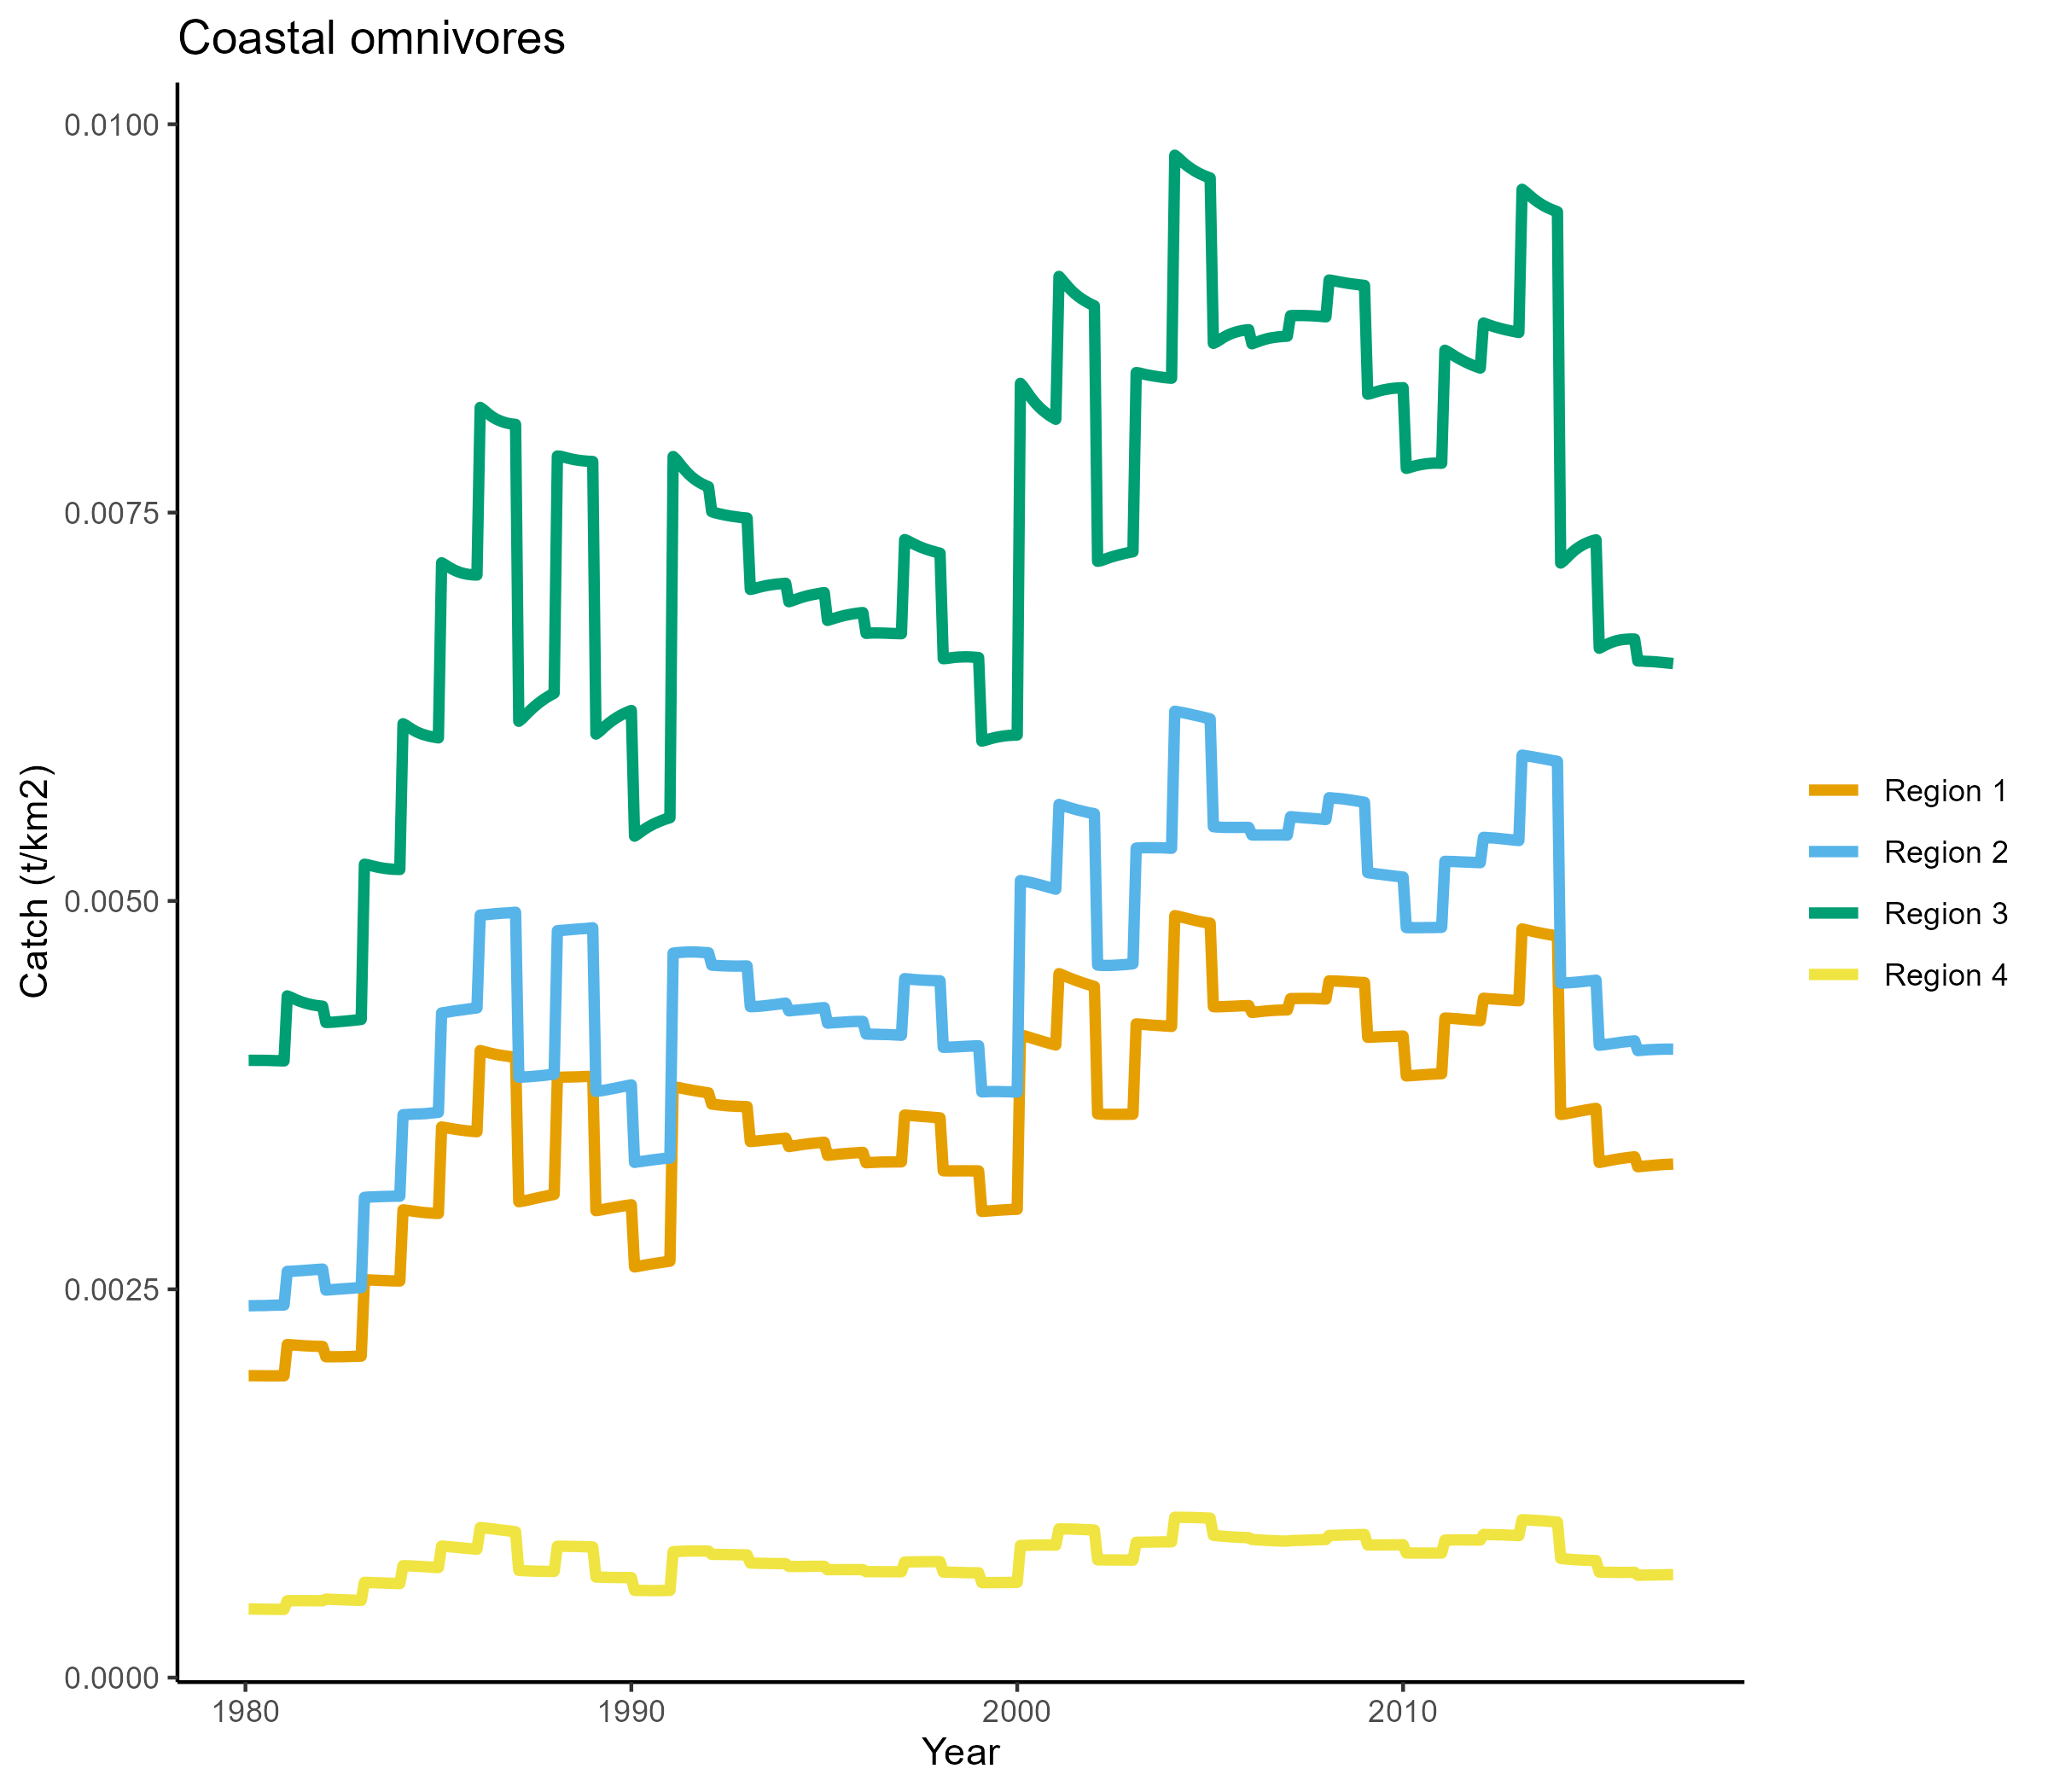 Coastal omnivores
Catch (t/km2)
0.0100
0.0075
0.0050
0.0025
0.0000
1980 1990 2000 2010
Year
Region 1
Region 2
Region 3
Region 4